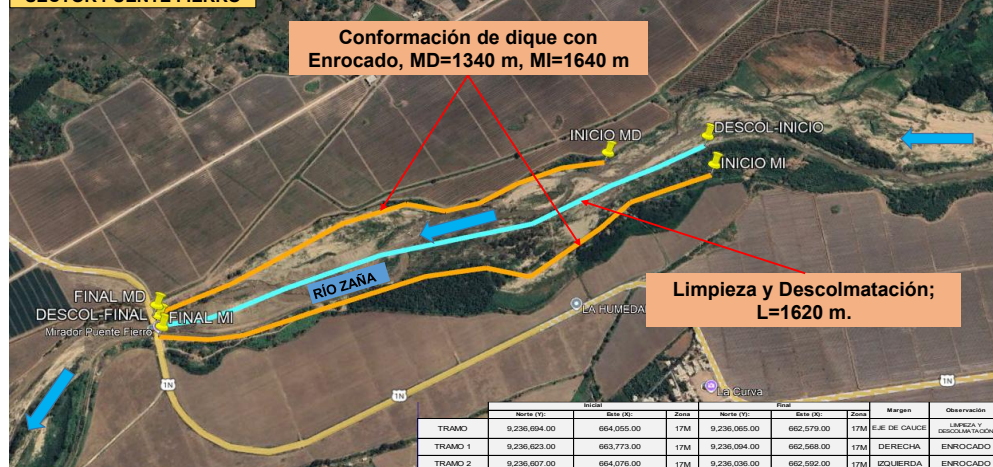 SECTOR PUENTE FIERRO
Conformación de dique con
Enrocado, MD=1340 m, MI=1640 m
INICIO MD
DESCOL-INICIO
INICIO MI
RÍO ZAÑA
FINAL MD
DESCOL-FINAL
FINAL MI
Mirador Puente Fierro
LA HUMEDA
Limpieza y Descolmatación;
L=1620 m.
1N
1N
1N
La Curva
Inicial Final Margen Observación
Norte (Y): Este (X): Zona Norte (Y): Este (X): Zona
TRAMO 9,236,694.00 664,055.00 17M 9,236,065.00 662,579.00 17M EJE DE CAUCE LIMPIEZA Y DESCOLMATACIÓN
TRAMO 1 9,236,623.00 663,773.00 17M 9,236,094.00 662,568.00 17M DERECHA ENROCADO
TRAMO 2 9,236,607.00 664,076.00 17M 9,236,036.00 662,592.00 17M IZQUIERDA ENROCADO